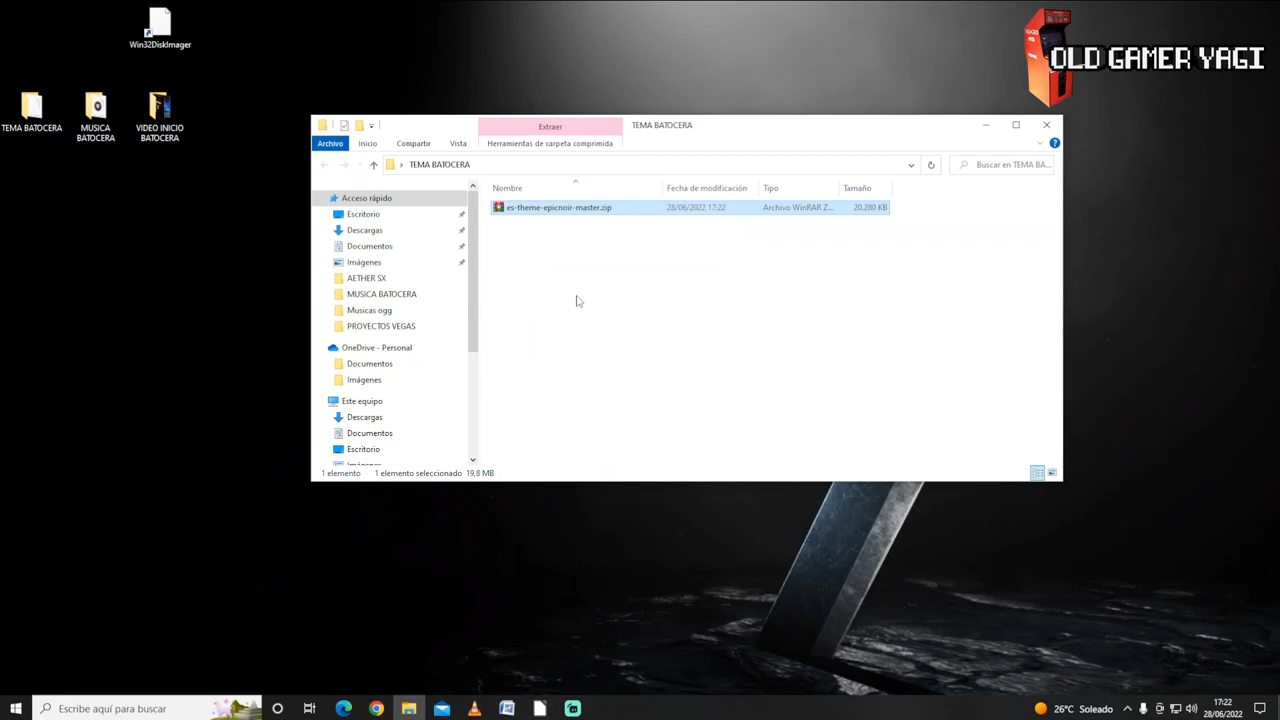 Win32DiskImager
OLD GAMER YAGI
TEMA BATOCERA
MUSICA BATOCERA
VIDEO INICIO BATOCERA
Extraer
TEMA BATOCERA
Archivo
Inicio
Compartir
Vista
Herramientas de carpeta comprimida
TEMA BATOCERA
Buscar en TEMA BA...
Nombre
Fecha de modificación
Tipo
Tamaño
es-theme-epicnoir-master.zip
28/06/2022 17:22
Archivo WinRAR Z...
20.280 KB
Acceso rápido
Escritorio
Descargas
Documentos
Imágenes
AETHER SX
MUSICA BATOCERA
Musicas ogg
PROYECTOS VEGAS
OneDrive - Personal
Documentos
Imágenes
Este equipo
Descargas
Documentos
Escritorio
Imágenes
1 elemento
1 elemento seleccionado 19,8 MB
Escribe aquí para buscar
26°C Soleado
17:22
28/06/2022